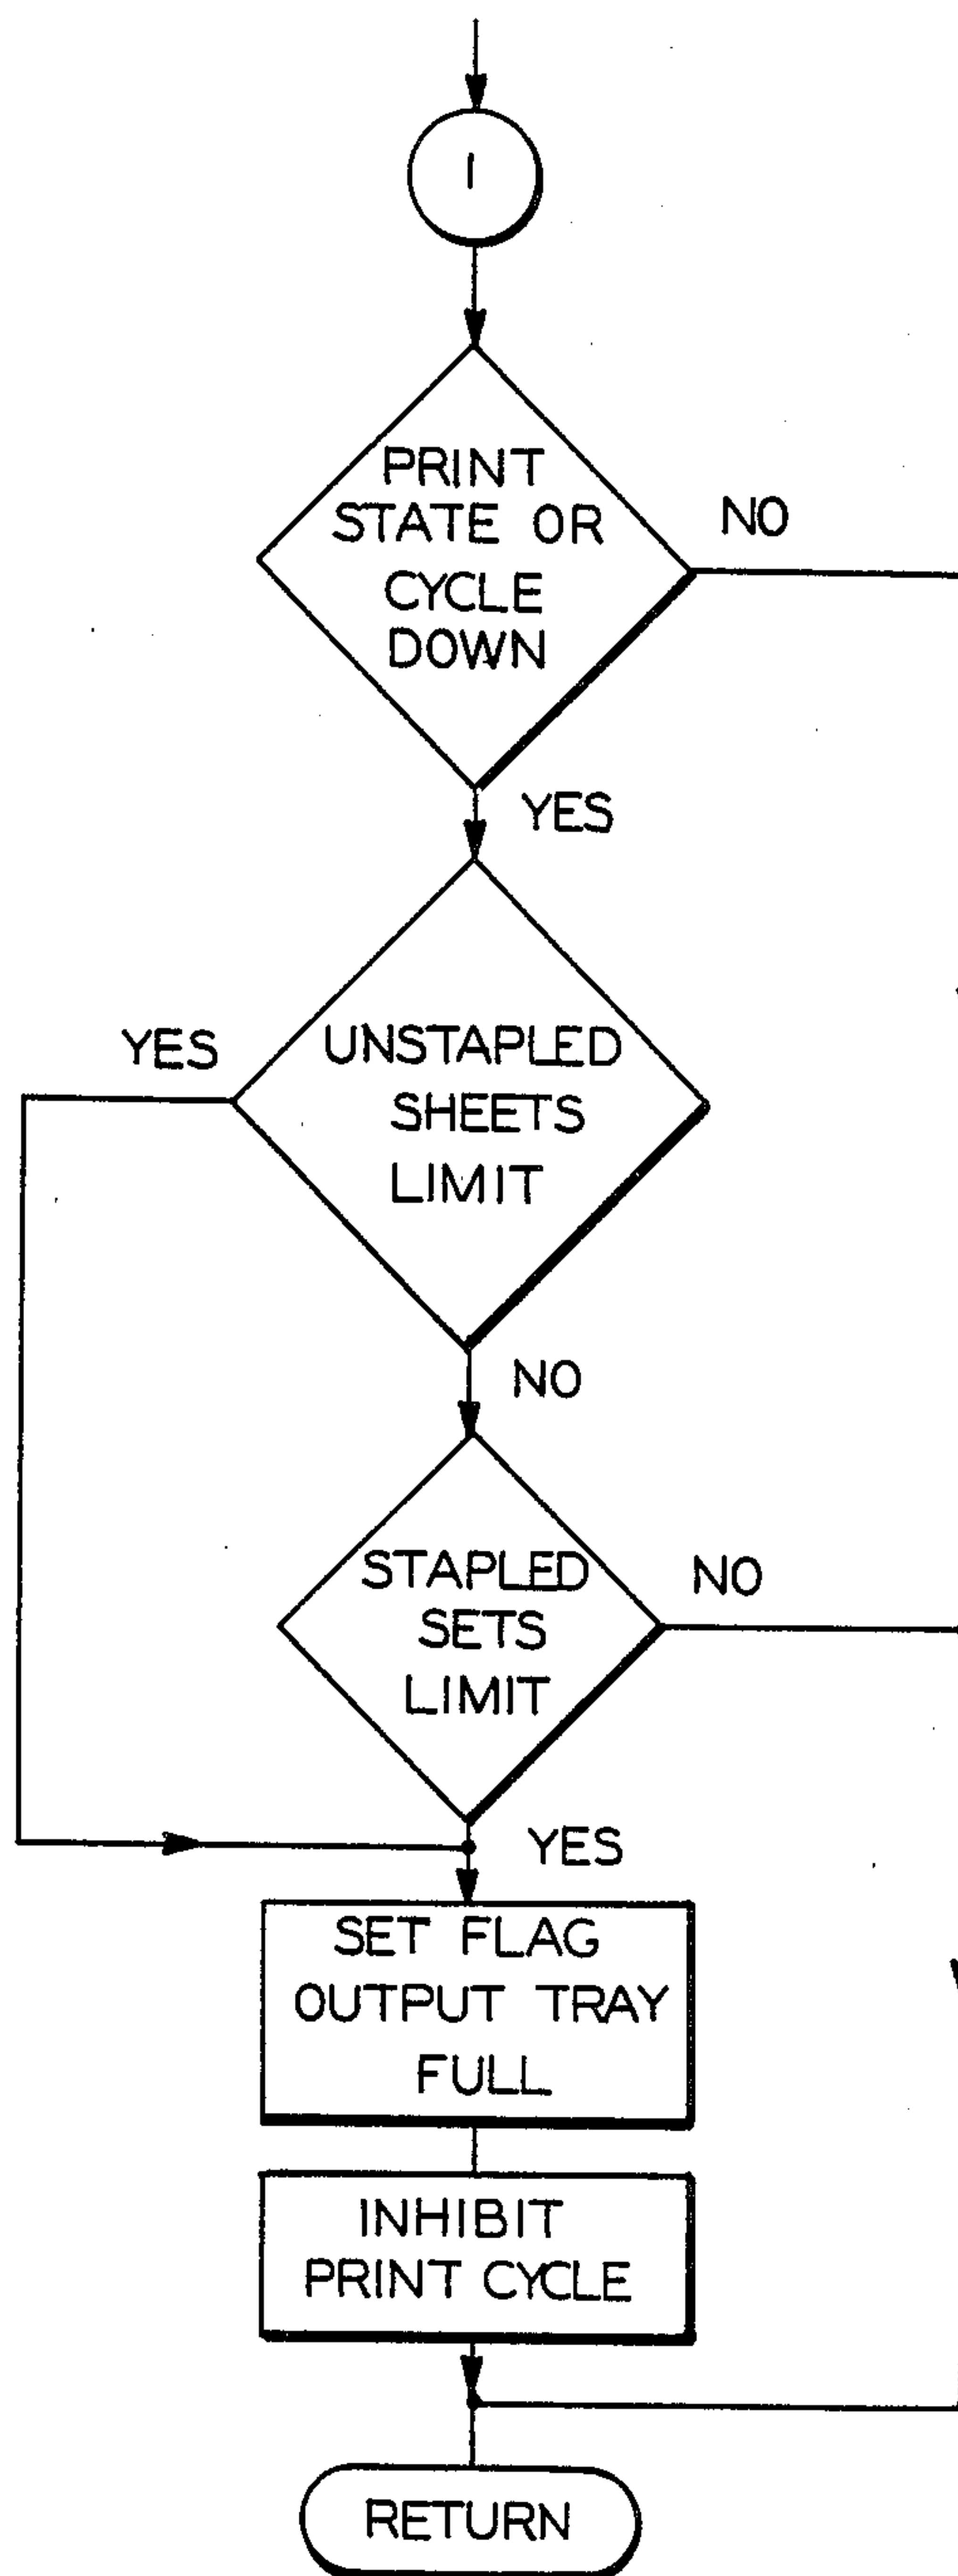 1
PRINT
STATE OR
CYCLE
DOWN
NO
YES
UNSTAPLED
SHEETS
LIMIT
YES
NO
STAPLED
SETS
LIMIT
NO
YES
SET FLAG
OUTPUT TRAY
FULL
INHIBIT
PRINT CYCLE
RETURN